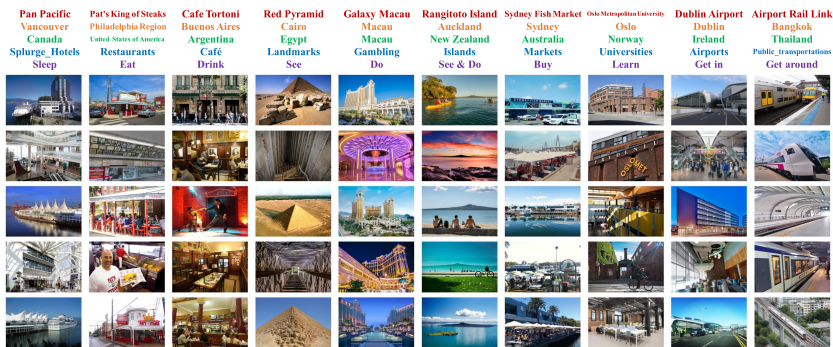 Pan Pacific
Vancouver
Canada
Splurge_Hotels
Sleep
Pat's King of Steaks
Philadelphia Region
United States of America
Restaurants
Eat
Cafe Tortoni
Buenos Aires
Argentina
Café
Drink
Red Pyramid
Cairo
Egypt
Landmarks
See
Galaxy Macau
Macau
Macau
Gambling
Do
Rangitoto Island
Auckland
New Zealand
Islands
See & Do
Sydney Fish Market
Sydney
Australia
Markets
Buy
Oslo Metropolitan University
Oslo
Norway
Universities
Learn
Dublin Airport
Dublin
Ireland
Airports
Get in
Airport Rail Link
Bangkok
Thailand
Public_transportations
Get around
OSLO
MET